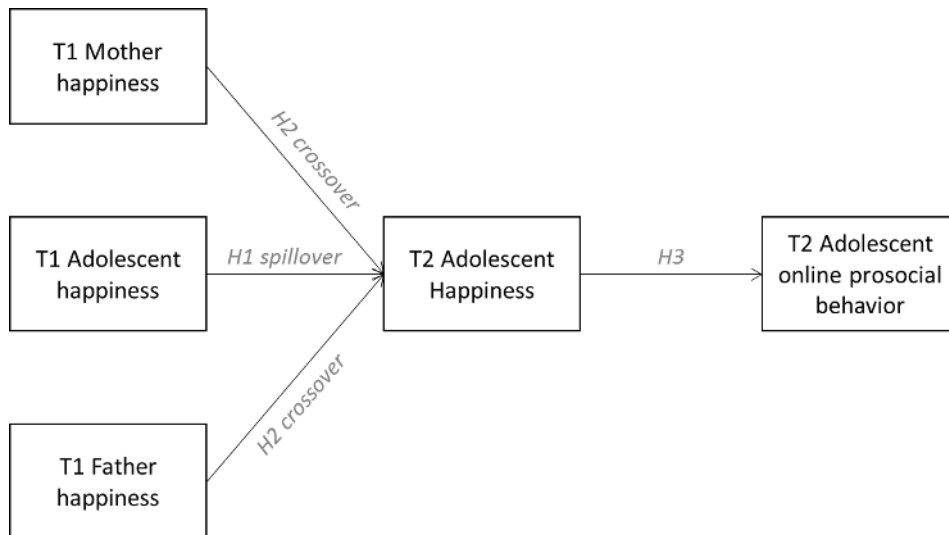 T1 Mother
happiness
H2 crossover
T1 Adolescent
happiness
H1 spillover
T2 Adolescent
Happiness
H3
T2 Adolescent
online prosocial
behavior
H2 crossover
T1 Father
happiness